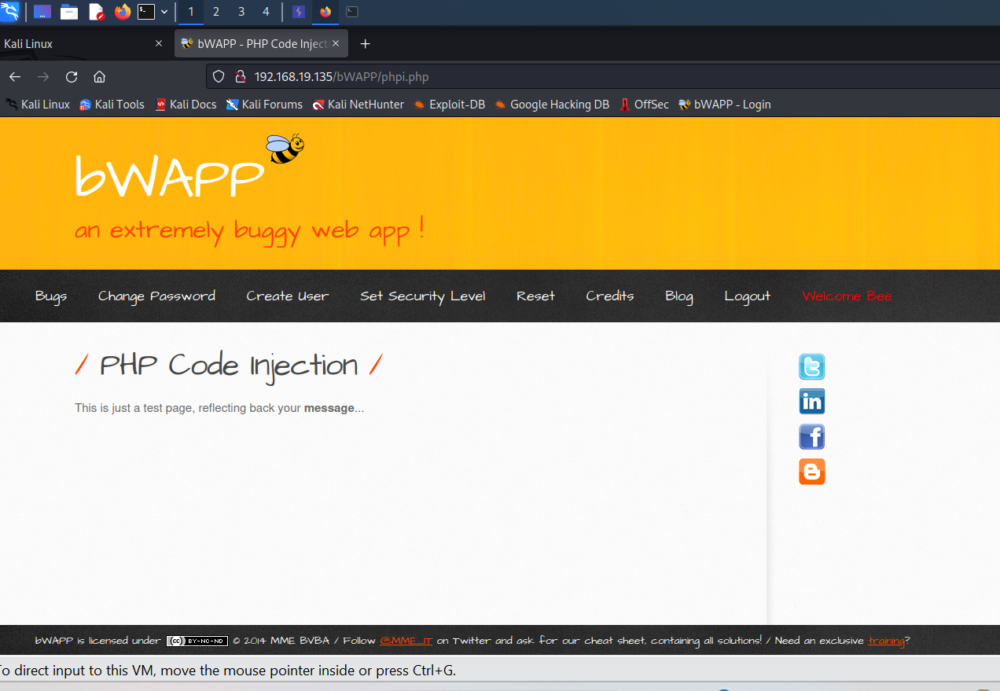 1 2 3 4
Kali Linux
bWAPP - PHP Code Inject
192.168.19.135/bWAPP/phpi.php
Kali Linux Kali Tools Kali Docs Kali Forums Kali NetHunter Exploit-DB Google Hacking DB OffSec bWAPP - Login
bWAPP
an extremely buggy web app !
Bugs Change Password Create User Set Security Level Reset Credits Blog Logout Welcome Bee
/ PHP Code Injection /
This is just a test page, reflecting back your message...
bWAPP is licensed under (cc) BY-NC-ND © 2014 MME BVBA / Follow @MME_IT on Twitter and ask for our cheat sheet, containing all solutions! / Need an exclusive training?
To direct input to this VM, move the mouse pointer inside or press Ctrl+G.